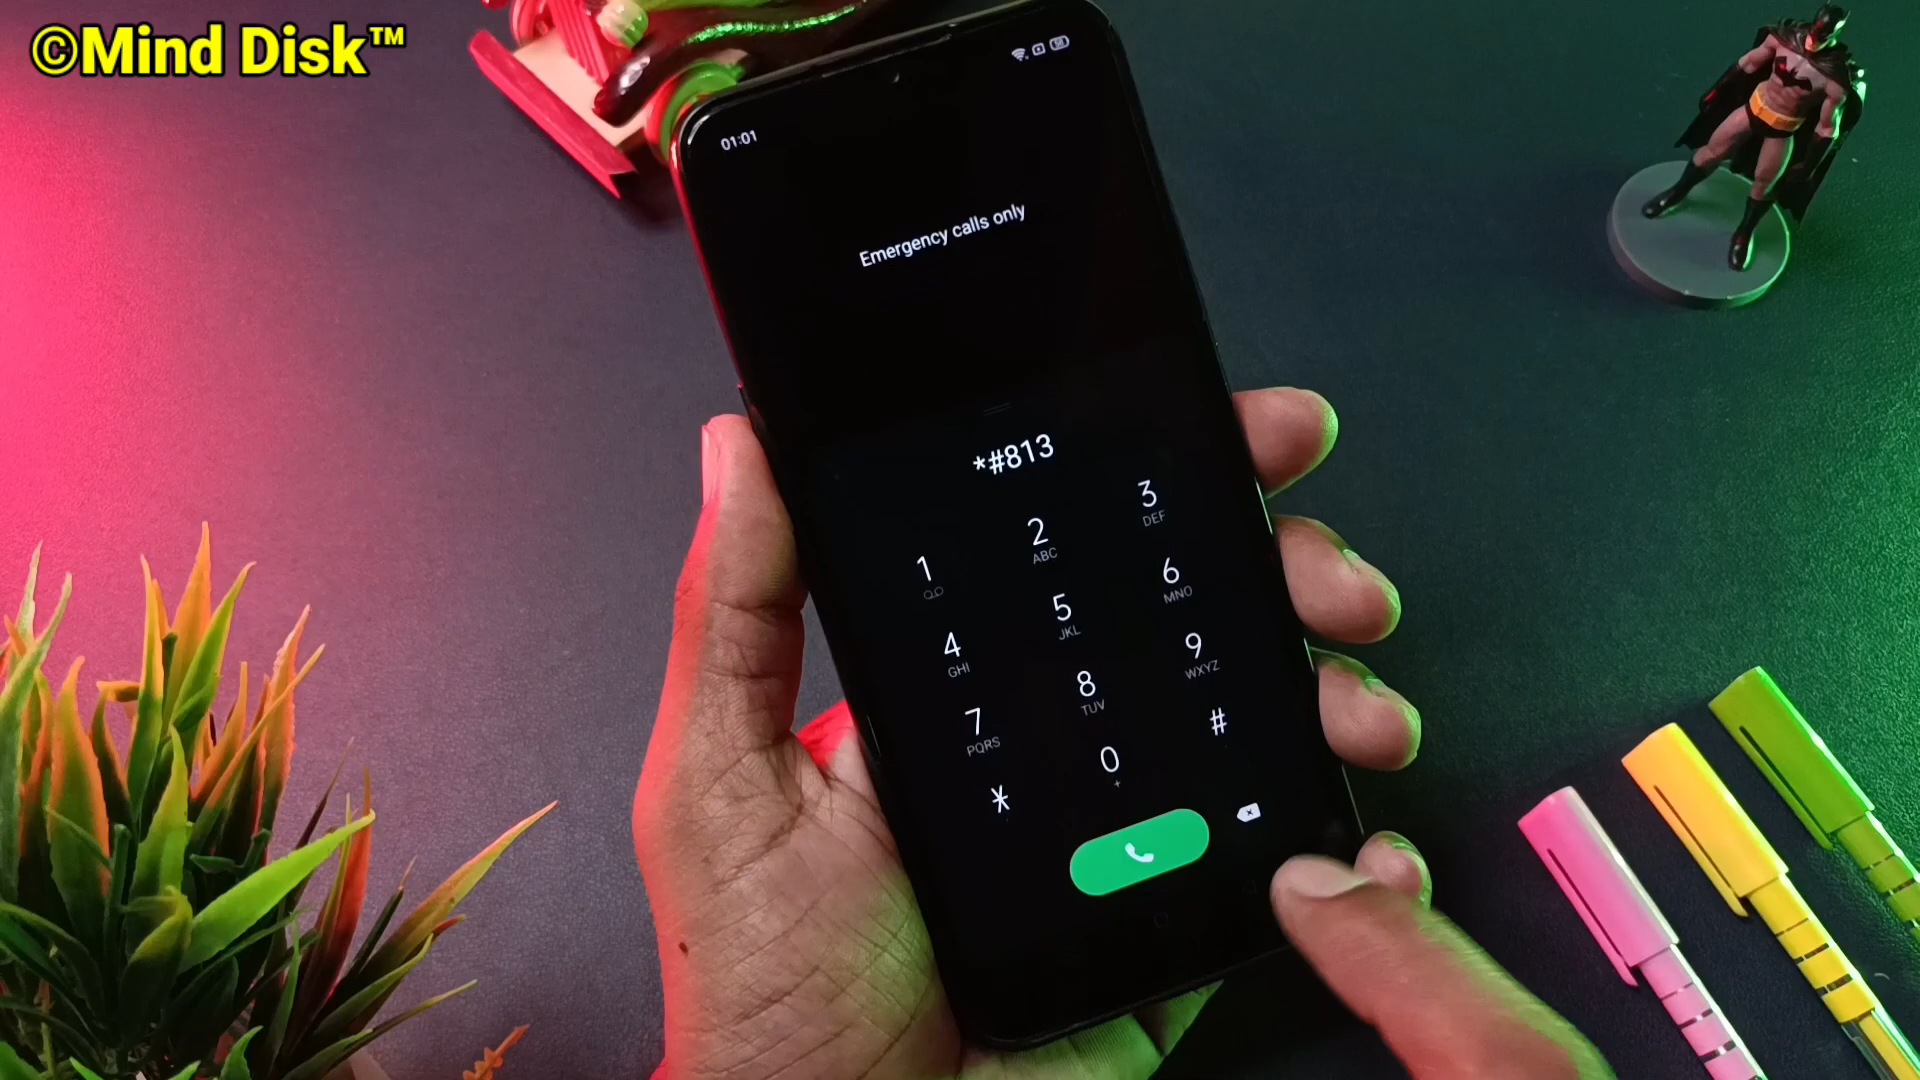 ©Mind Disk™
01:01
Emergency calls only
*#813
1
2 ABC
3 DEF
4 GHI
5 JKL
6 MNO
7 PQRS
8 TUV
9 WXYZ
*
0 +
#